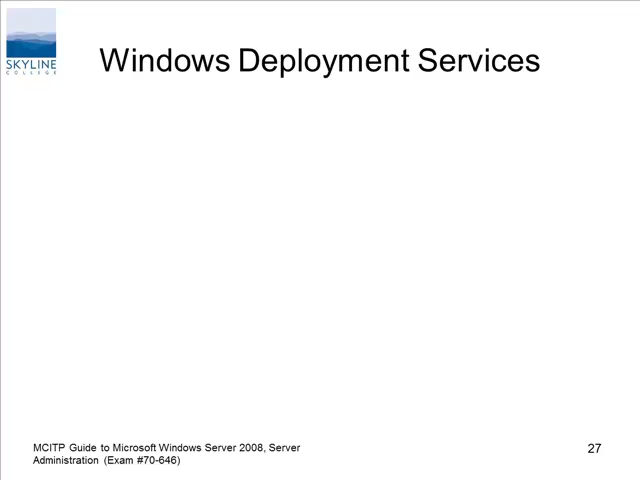 SKYLINE
COLLEGE
Windows Deployment Services
MCITP Guide to Microsoft Windows Server 2008, Server
Administration (Exam #70-646)
27